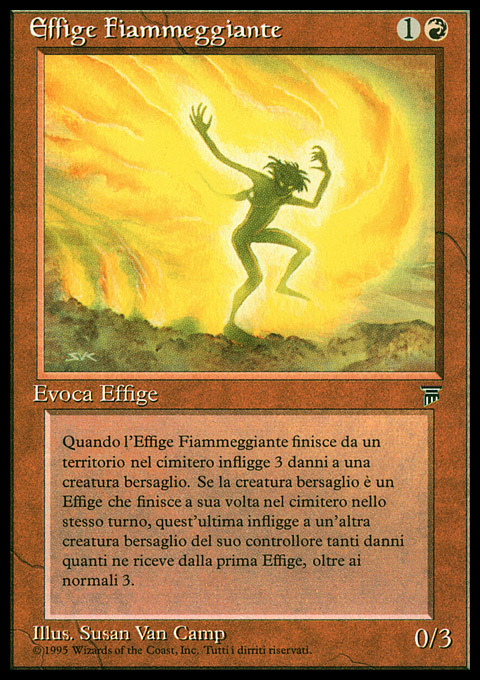 Effige Fiammeggiante 1
SVK
Evoca Effige
Quando l'Effige Fiammeggiante finisce da un
territorio nel cimitero infligge 3 danni a una
creatura bersaglio. Se la creatura bersaglio è un
Effige che finisce a sua volta nel cimitero nello
stesso turno, quest'ultima infligge a un'altra
creatura bersaglio del suo controllore tanti danni
quanti ne riceve dalla prima Effige, oltre ai
normali 3.
Illus. Susan Van Camp
0/3
©1995 Wizards of the Coast, Inc. Tutti i dirriti riservati.